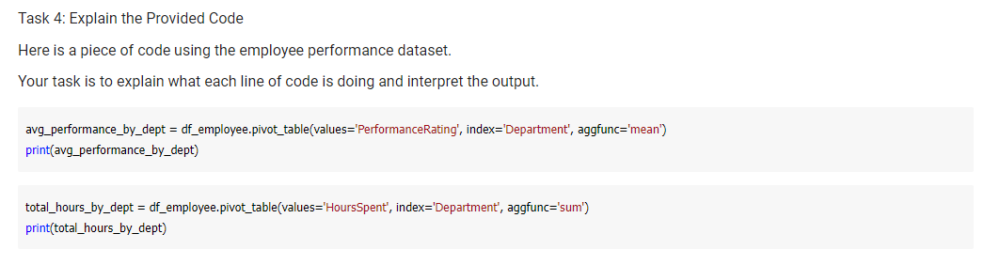 Task 4: Explain the Provided Code
Here is a piece of code using the employee performance dataset.
Your task is to explain what each line of code is doing and interpret the output.
avg_performance_by_dept = df_employee.pivot_table(values='PerformanceRating', index='Department', aggfunc='mean')
print(avg_performance_by_dept)
total_hours_by_dept = df_employee.pivot_table(values='HoursSpent', index='Department', aggfunc='sum')
print(total_hours_by_dept)